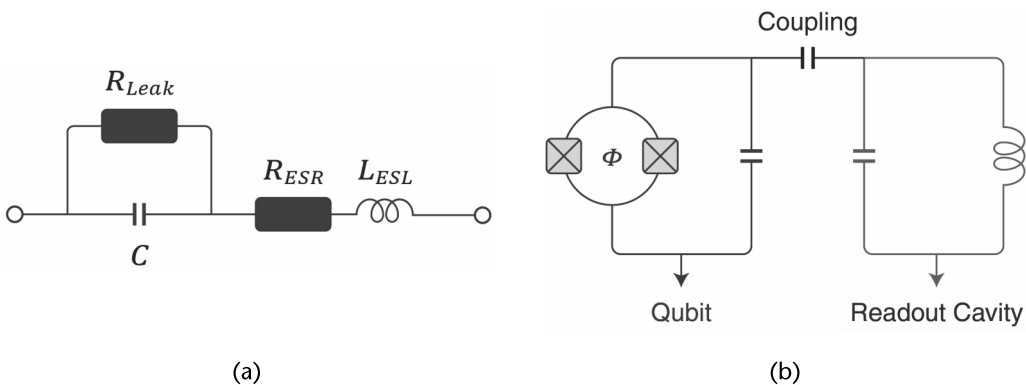 R_Leak
R_ESR L_ESL
C
(a)
Coupling
Φ
Qubit Readout Cavity
(b)